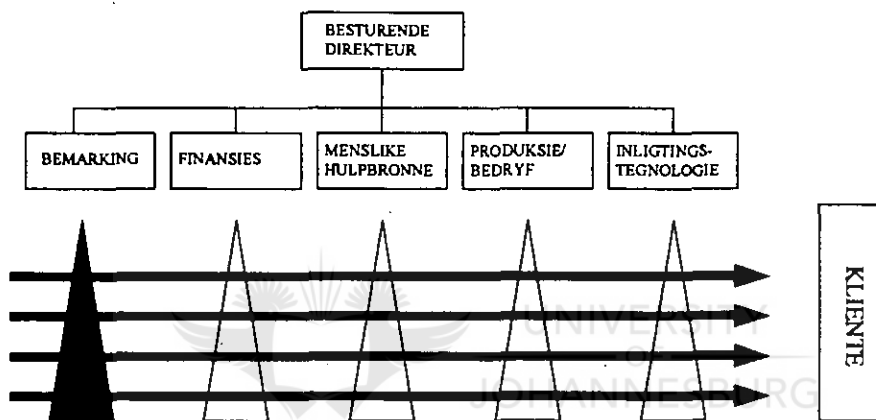 BESTURENDE
DIREKTEUR
BEMARKING
FINANSIES
MENSLIKE
HULPBRONNE
PRODUKSIE/
BEDRYF
INLIGTINGS-
TEGNOLOGIE
KLIENTE
UNIVERSITY
OF
JOHANNESBURG